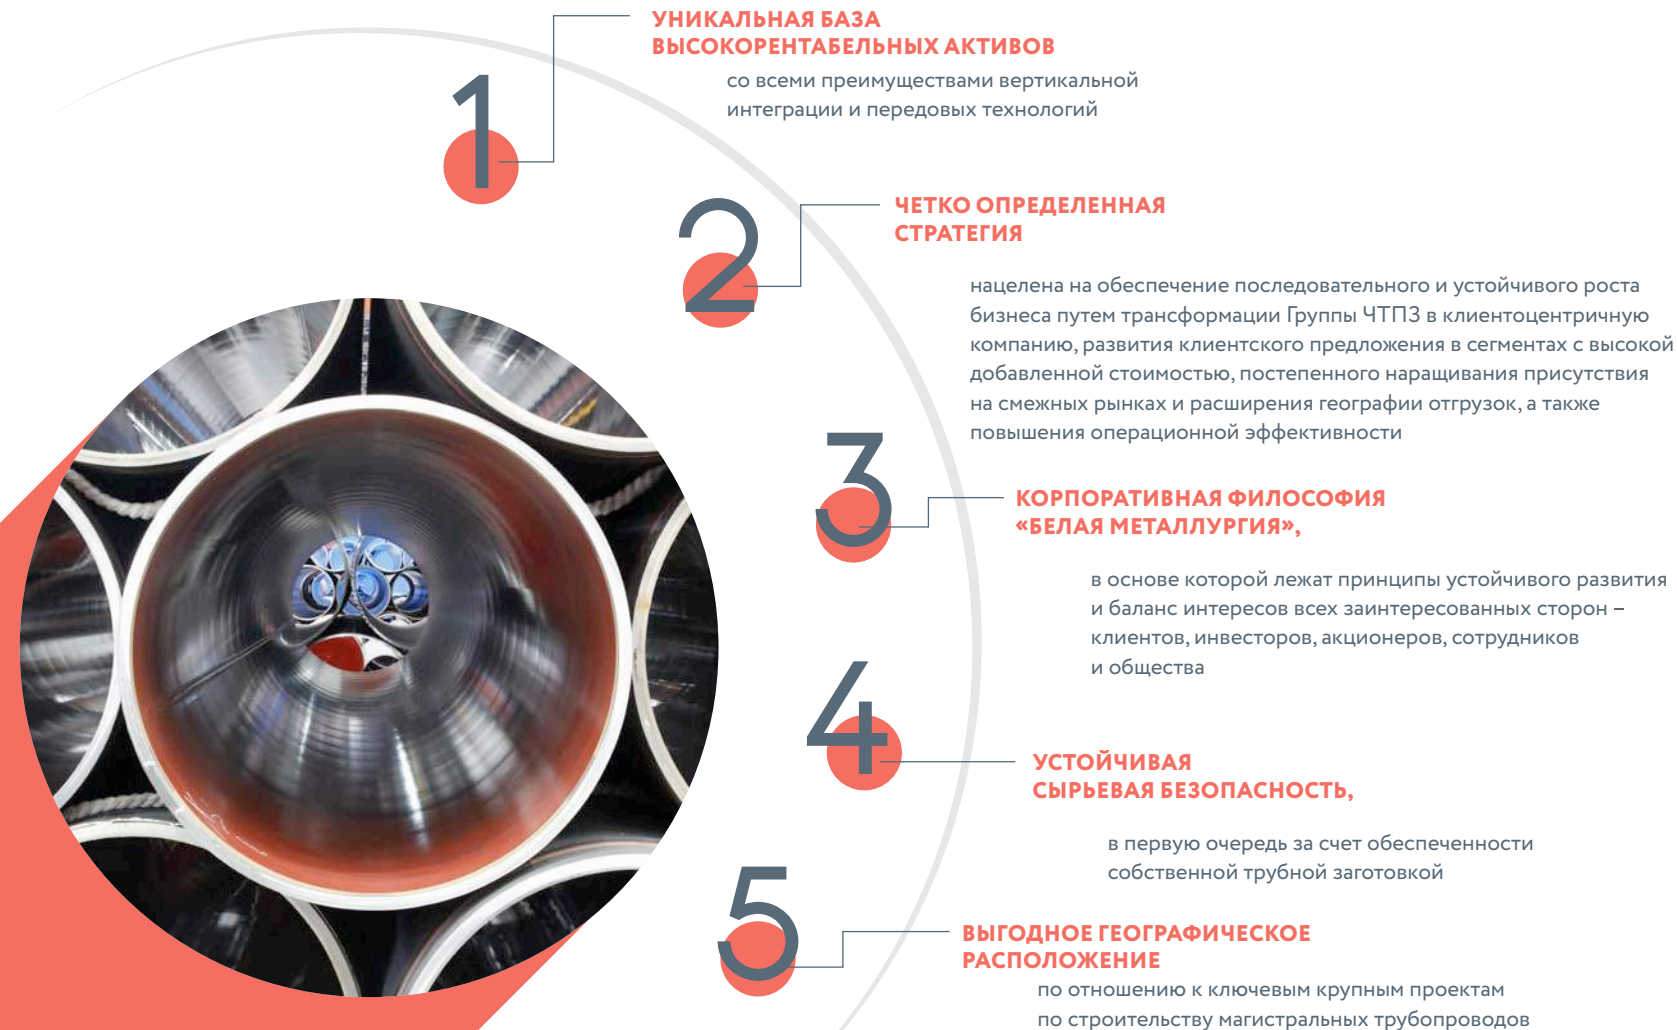 1
УНИКАЛЬНАЯ БАЗА
ВЫСОКОРЕНТАБЕЛЬНЫХ АКТИВОВ
со всеми преимуществами вертикальной
интеграции и передовых технологий
2
ЧЕТКО ОПРЕДЕЛЕННАЯ
СТРАТЕГИЯ
нацелена на обеспечение последовательного и устойчивого роста
бизнеса путем трансформации Группы ЧТПЗ в клиентоцентричную
компанию, развития клиентского предложения в сегментах с высокой
добавленной стоимостью, постепенного наращивания присутствия
на смежных рынках и расширения географии отгрузок, а также
повышения операционной эффективности
3
КОРПОРАТИВНАЯ ФИЛОСОФИЯ
«БЕЛАЯ МЕТАЛЛУРГИЯ»,
в основе которой лежат принципы устойчивого развития
и баланс интересов всех заинтересованных сторон –
клиентов, инвесторов, акционеров, сотрудников
и общества
4
УСТОЙЧИВАЯ
СЫРЬЕВАЯ БЕЗОПАСНОСТЬ,
в первую очередь за счет обеспеченности
собственной трубной заготовкой
5
ВЫГОДНОЕ ГЕОГРАФИЧЕСКОЕ
РАСПОЛОЖЕНИЕ
по отношению к ключевым крупным проектам
по строительству магистральных трубопроводов